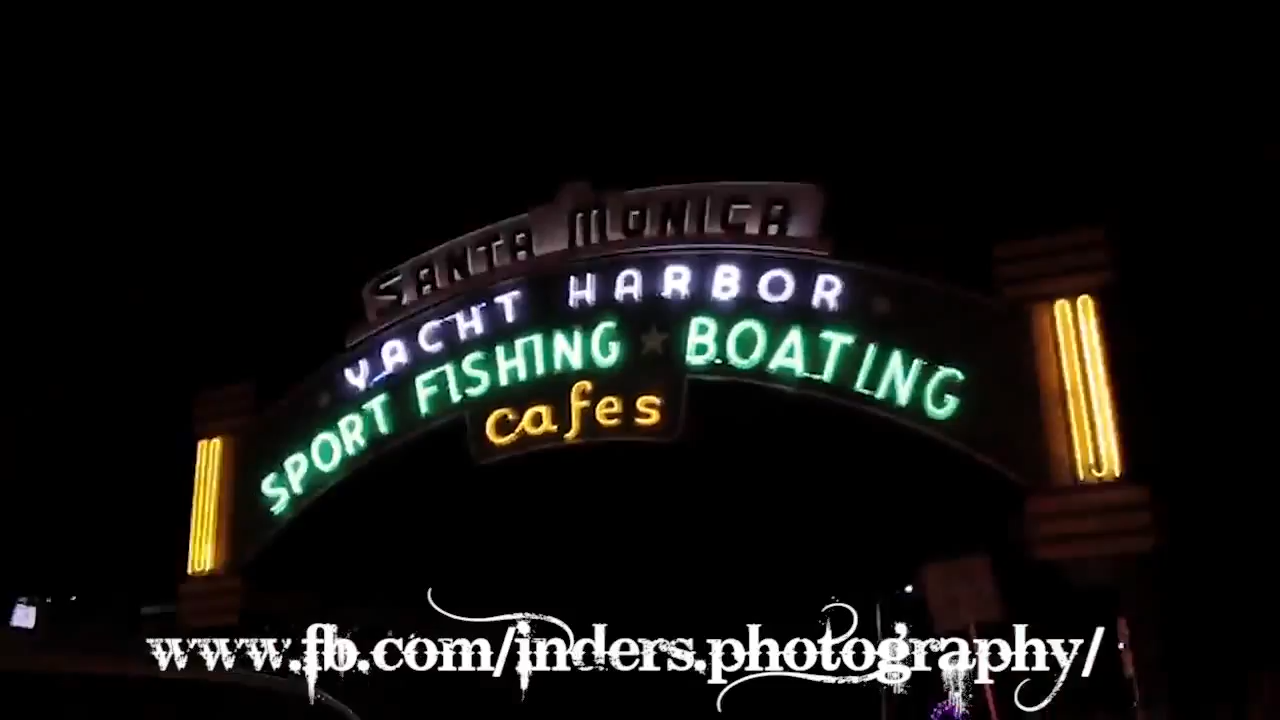 SANTA MONICA
YACHT HARBOR
SPORT FISHING ★ BOATING
cafes
www.fb.com/inders.photography/